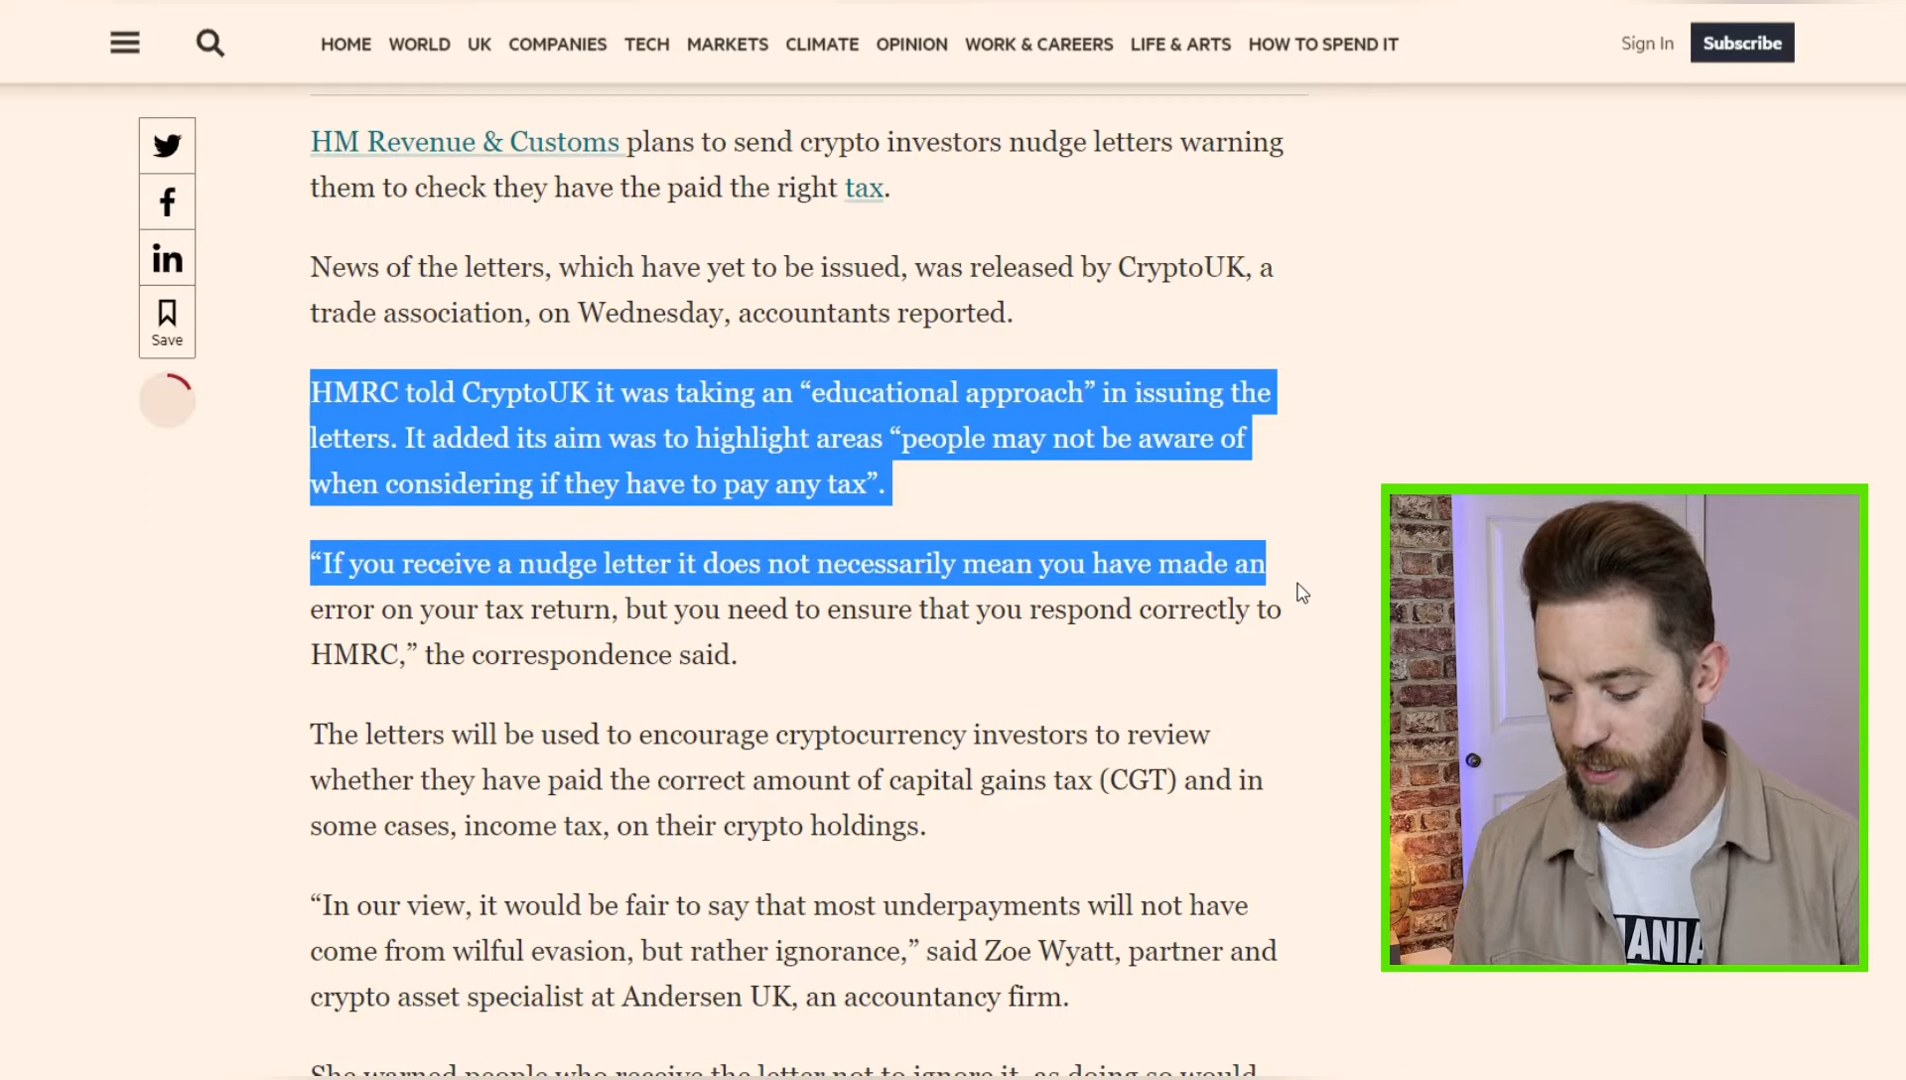 HOME WORLD UK COMPANIES TECH MARKETS CLIMATE OPINION WORK & CAREERS LIFE & ARTS HOW TO SPEND IT Sign In Subscribe
HM Revenue & Customs plans to send crypto investors nudge letters warning
them to check they have the paid the right tax.
News of the letters, which have yet to be issued, was released by CryptoUK, a
trade association, on Wednesday, accountants reported.
Save
HMRC told CryptoUK it was taking an “educational approach” in issuing the
letters. It added its aim was to highlight areas “people may not be aware of
when considering if they have to pay any tax”.
“If you receive a nudge letter it does not necessarily mean you have made an
error on your tax return, but you need to ensure that you respond correctly to
HMRC,” the correspondence said.
The letters will be used to encourage cryptocurrency investors to review
whether they have paid the correct amount of capital gains tax (CGT) and in
some cases, income tax, on their crypto holdings.
“In our view, it would be fair to say that most underpayments will not have
come from wilful evasion, but rather ignorance,” said Zoe Wyatt, partner and
crypto asset specialist at Andersen UK, an accountancy firm.
She warned people who receive the letter not to ignore it, as doing so would
ANIA